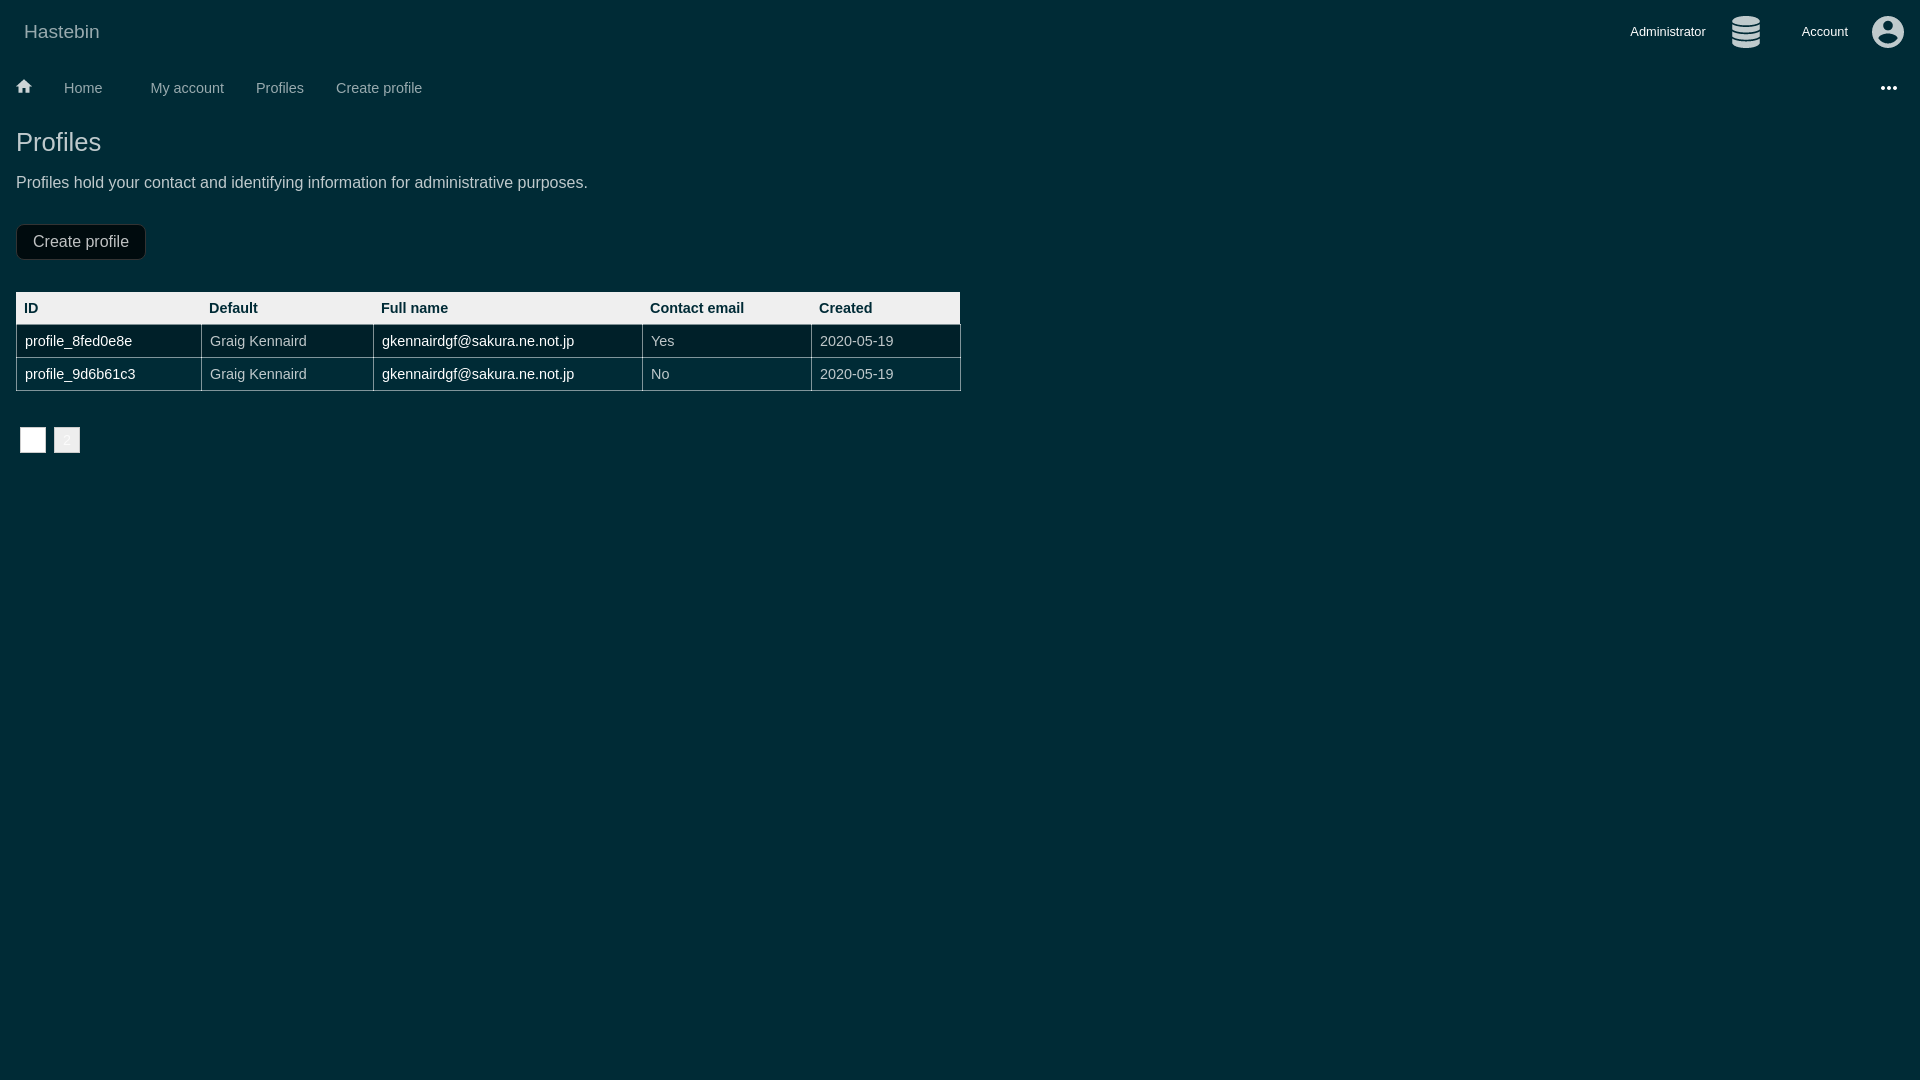 Hastebin
Administrator
Account
Home
My account
Profiles
Create profile
Profiles
Profiles hold your contact and identifying information for administrative purposes.
Create profile
ID Default Full name Contact email Created
profile_8fed0e8e Graig Kennaird gkennairdgf@sakura.ne.not.jp Yes 2020-05-19
profile_9d6b61c3 Graig Kennaird gkennairdgf@sakura.ne.not.jp No 2020-05-19
2